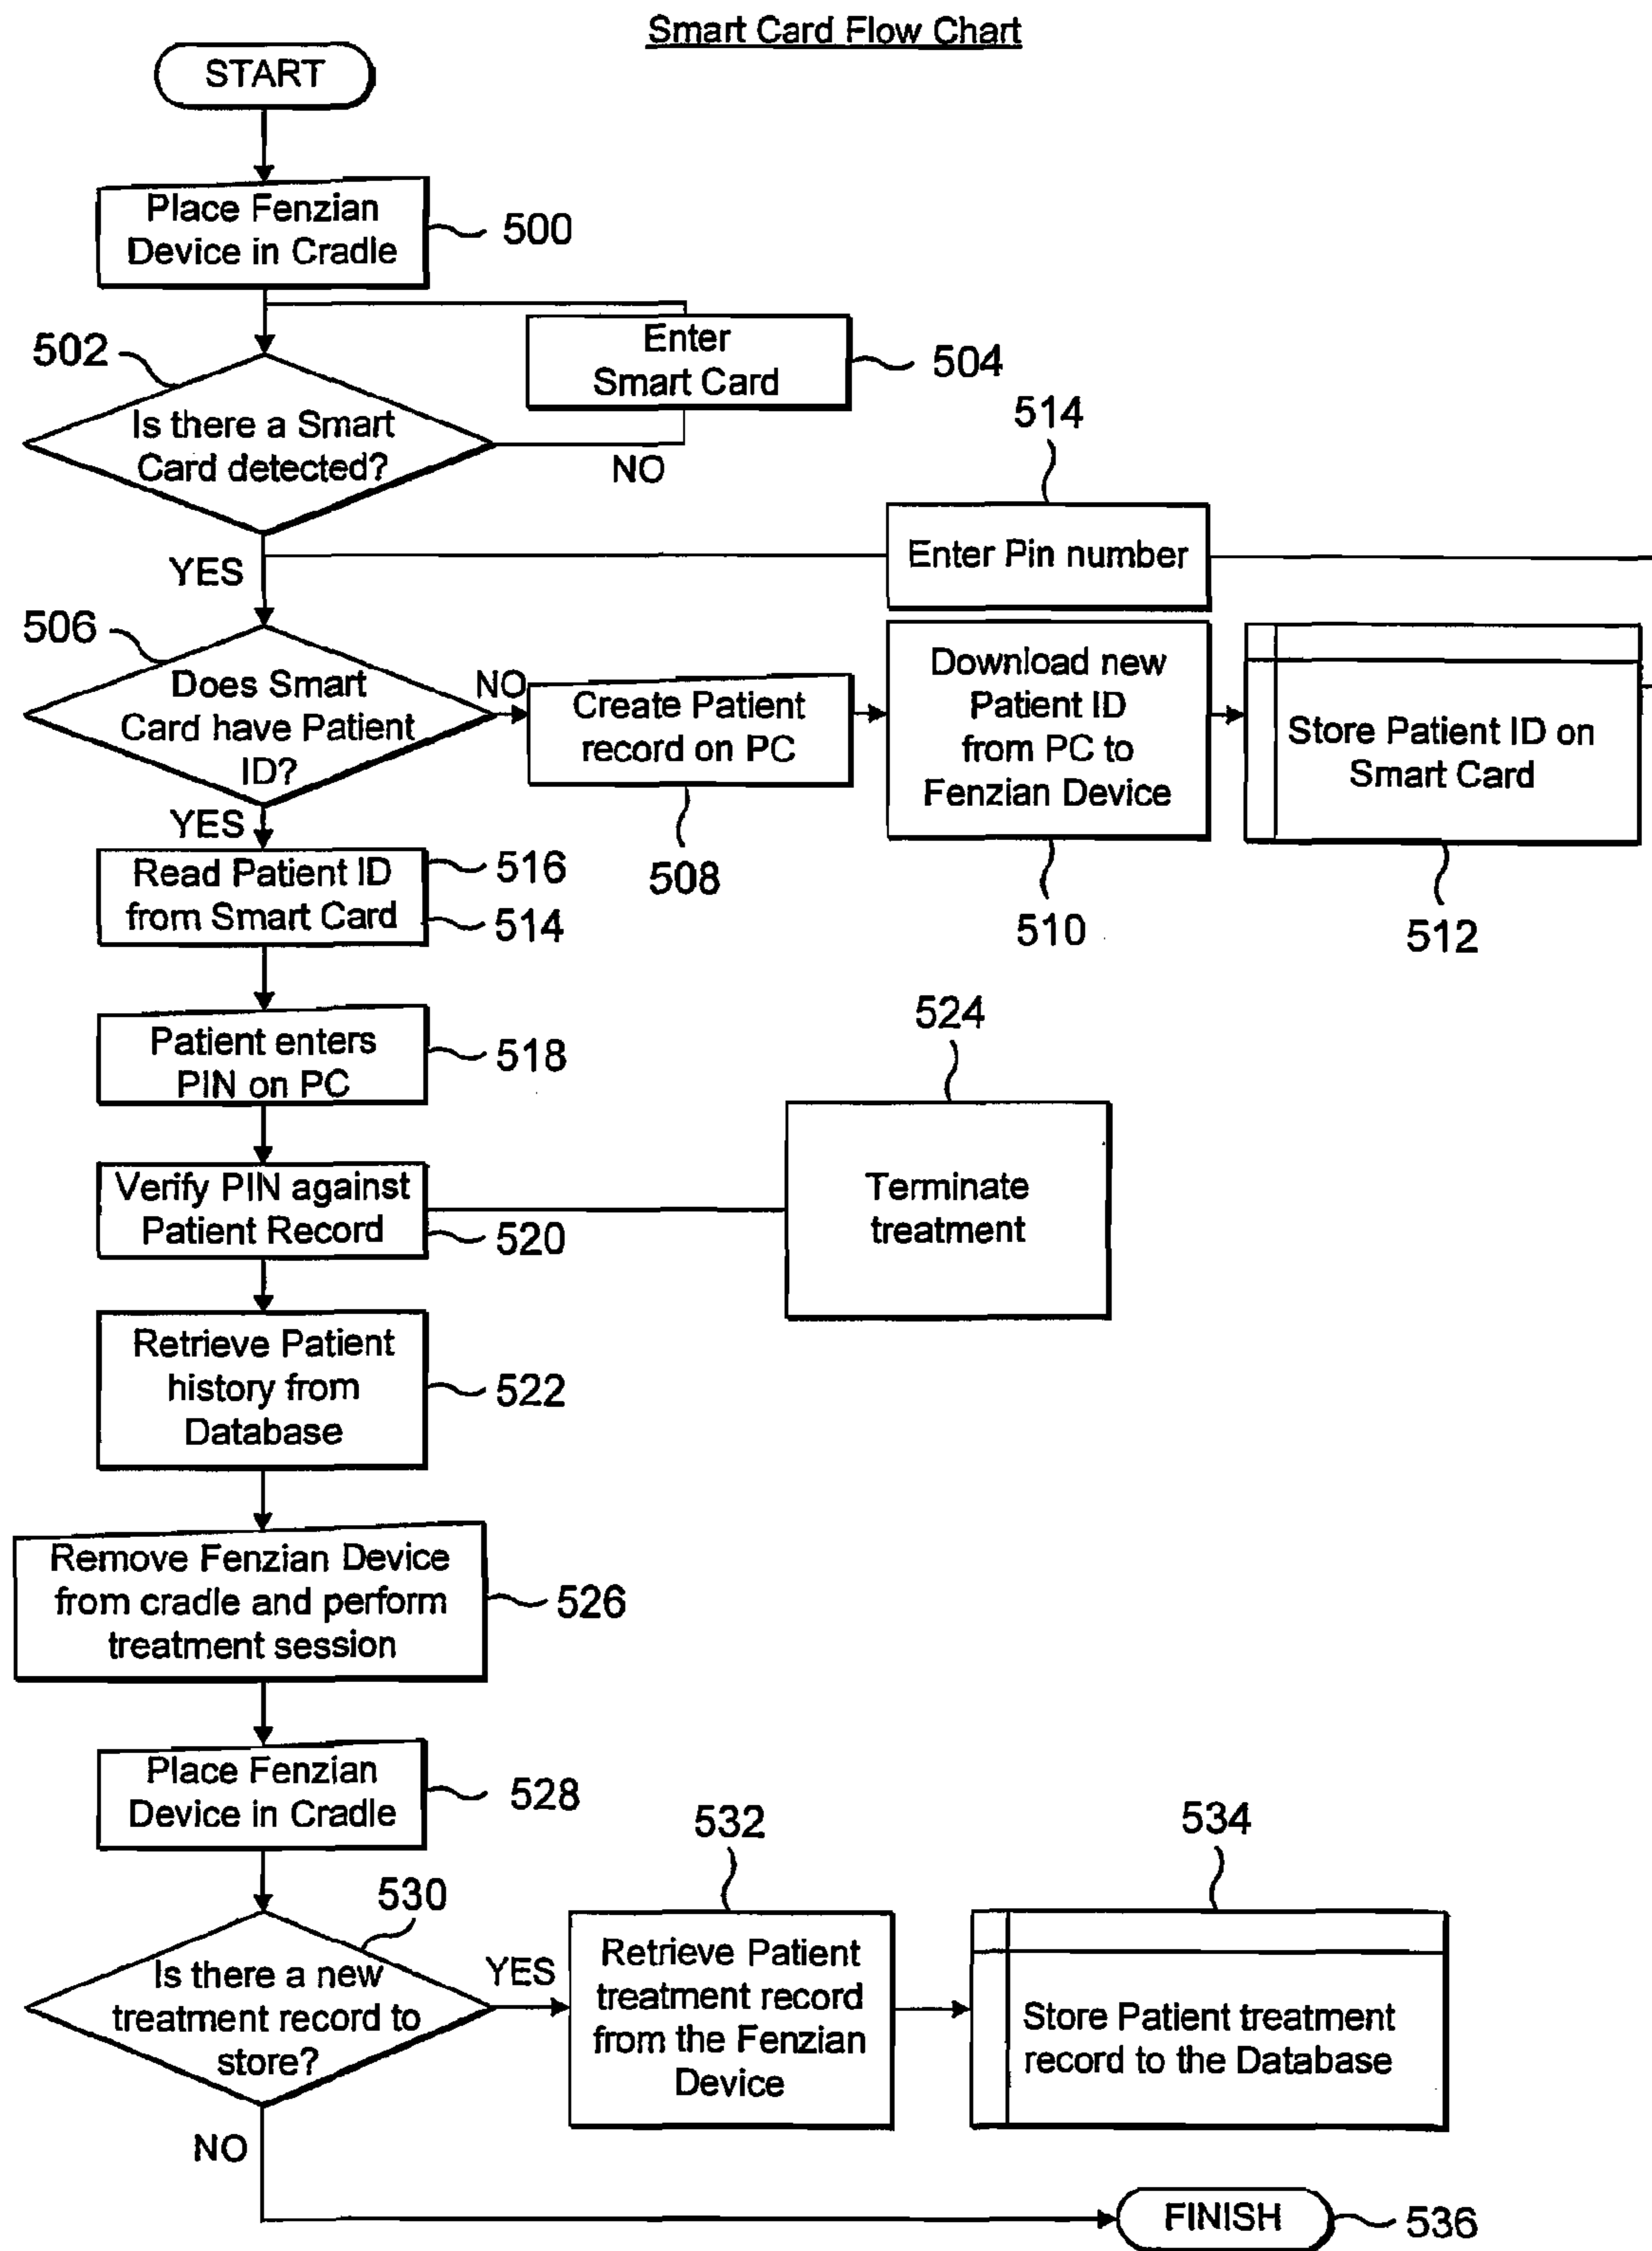 Smart Card Flow Chart
START
Place Fenzian
Device in Cradle
500
502
Enter
Smart Card
504
Is there a Smart
Card detected?
NO
514
Enter Pin number
YES
506
Does Smart
Card have Patient
ID?
NO
Create Patient
record on PC
508
Download new
Patient ID
from PC to
Fenzian Device
510
Store Patient ID on
Smart Card
512
YES
Read Patient ID
from Smart Card
516
514
Patient enters
PIN on PC
518
524
Terminate
treatment
Verify PIN against
Patient Record
520
Retrieve Patient
history from
Database
522
Remove Fenzian Device
from cradle and perform
treatment session
526
Place Fenzian
Device in Cradle
528
530
Is there a new
treatment record to
store?
YES
532
Retrieve Patient
treatment record
from the Fenzian
Device
534
Store Patient treatment
record to the Database
NO
FINISH
536